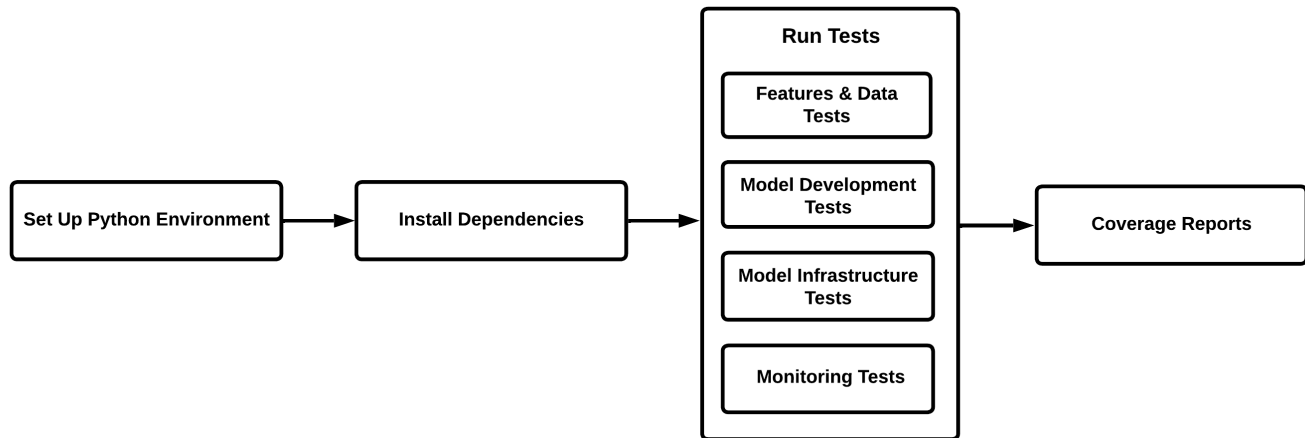 Set Up Python Environment
Install Dependencies
Run Tests
Features & Data
Tests
Model Development
Tests
Model Infrastructure
Tests
Monitoring Tests
Coverage Reports